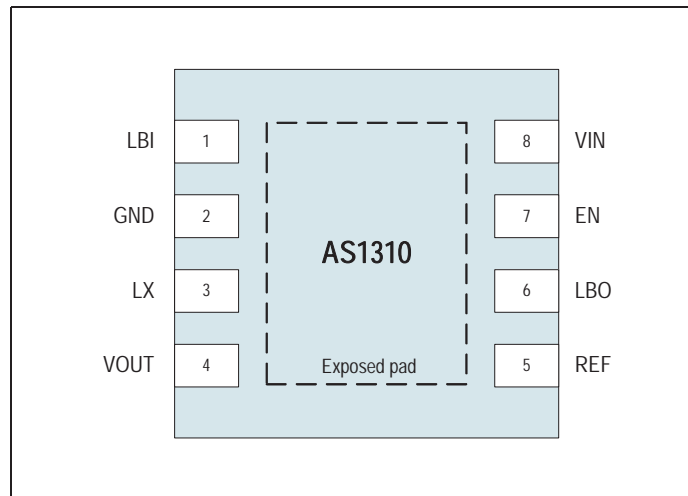 LBI 1 8 VIN
GND 2 7 EN
AS1310
LX 3 6 LBO
VOUT 4 Exposed pad 5 REF